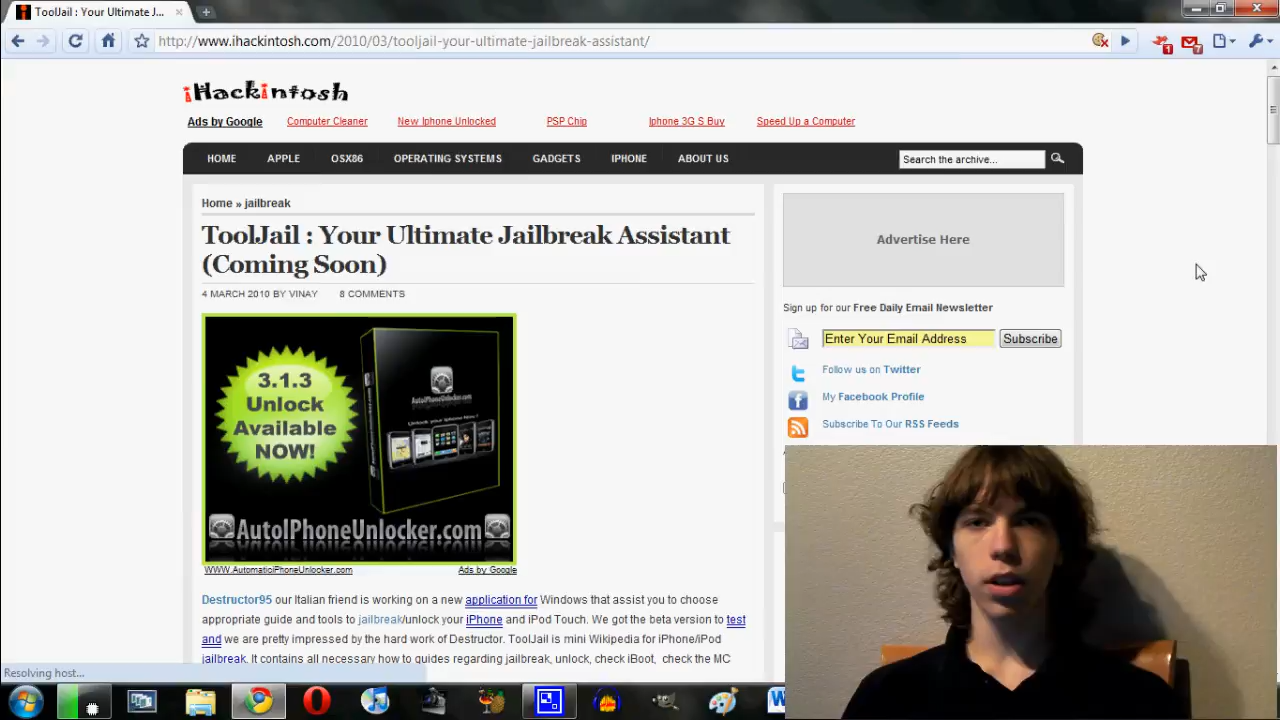 ToolJail : Your Ultimate J...
http://www.ihackintosh.com/2010/03/tooljail-your-ultimate-jailbreak-assistant/
1
7
iHackintosh
Ads by Google Computer Cleaner New Iphone Unlocked PSP Chip Iphone 3G S Buy Speed Up a Computer
HOME APPLE OSX86 OPERATING SYSTEMS GADGETS IPHONE ABOUT US
Search the archive...
Home » jailbreak
ToolJail : Your Ultimate Jailbreak Assistant
(Coming Soon)
4 MARCH 2010 BY VINAY 8 COMMENTS
3.1.3
Unlock
Available
NOW!
AutoIPhoneUnlocker.com
AutoIPhoneUnlocker.com
WWW.AutomatioIPhoneUnlocker.com Ads by Google
Destructor95 our Italian friend is working on a new application for Windows that assist you to choose
appropriate guide and tools to jailbreak/unlock your iPhone and iPod Touch. We got the beta version to test
and we are pretty impressed by the hard work of Destructor. ToolJail is mini Wikipedia for iPhone/iPod
jailbreak. It contains all necessary how to guides regarding jailbreak, unlock, check iBoot, check the MC
Advertise Here
Sign up for our Free Daily Email Newsletter
Enter Your Email Address Subscribe
Follow us on Twitter
My Facebook Profile
Subscribe To Our RSS Feeds
Resolving host...